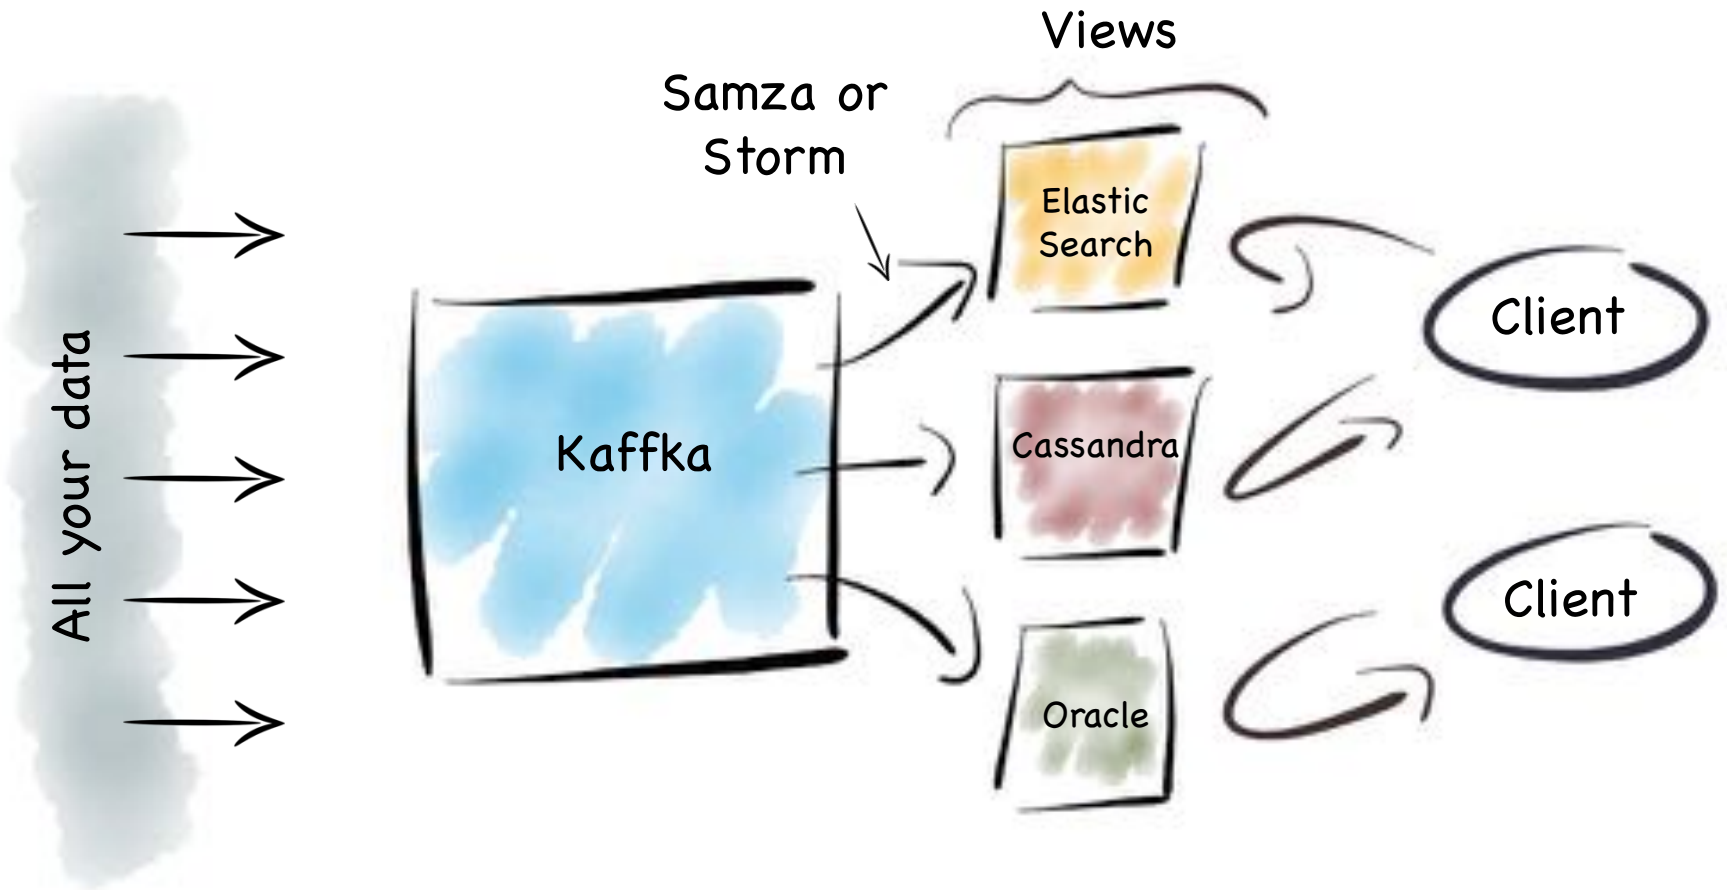 Views
Samza or
Storm
Elastic
Search
Client
All your data
Kaffka
Cassandra
Client
Oracle